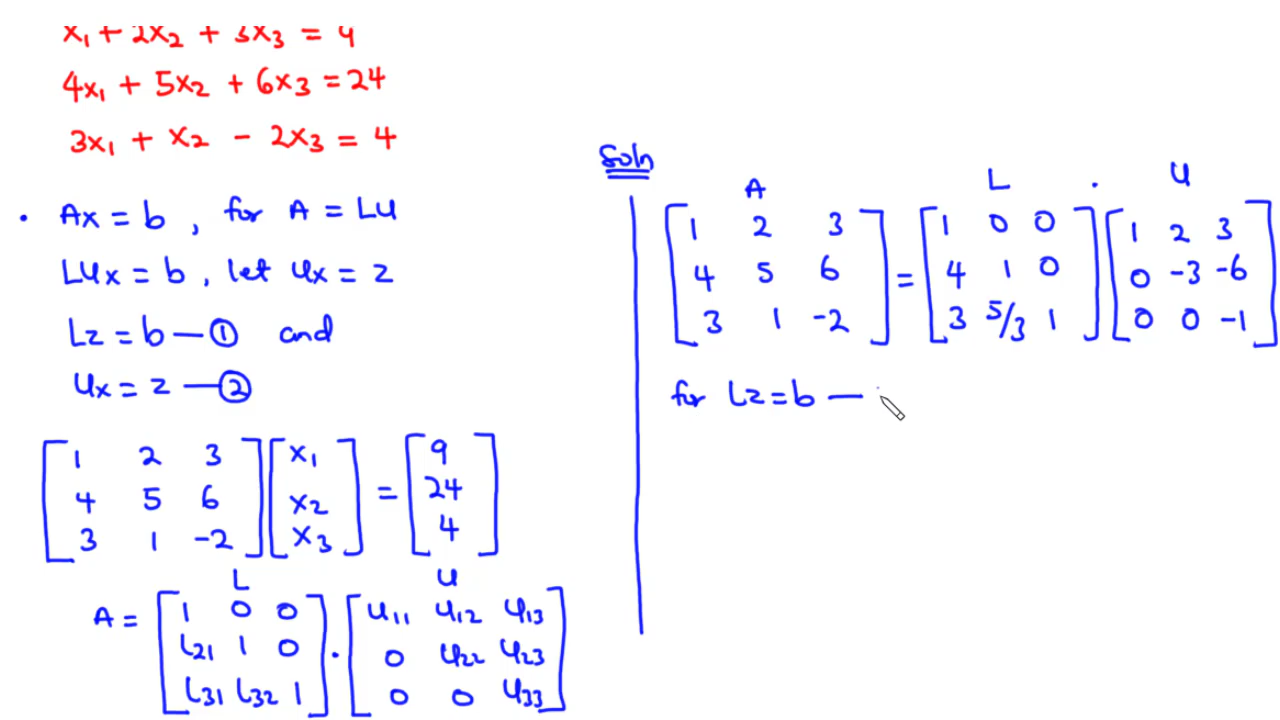 x₁ + 2x₂ + 3x₃ = 9
4x₁ + 5x₂ + 6x₃ = 24
3x₁ + x₂ - 2x₃ = 4
. Ax = b , for A = LU
LUx = b , let Ux = z
Lz = b — ① and
Ux = z — ②
[1 2 3] [x₁] [9]
[4 5 6] [x₂] = [24]
[3 1 -2] [x₃] [4]
L U
[1 0 0] [U₁₁ U₁₂ U₁₃]
A = [L₂₁ 1 0] . [0 U₂₂ U₂₃]
[L₃₁ L₃₂ 1] [0 0 U₃₃]
Soln
A L . U
[1 2 3] [1 0 0] [1 2 3]
[4 5 6] = [4 1 0] [0 -3 -6]
[3 1 -2] [3 5/3 1] [0 0 -1]
for Lz = b —